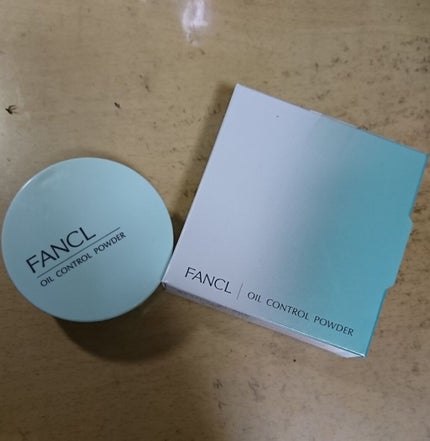 FANCL
OIL CONTROL POWDER
FANCL | OIL CONTROL POWDER